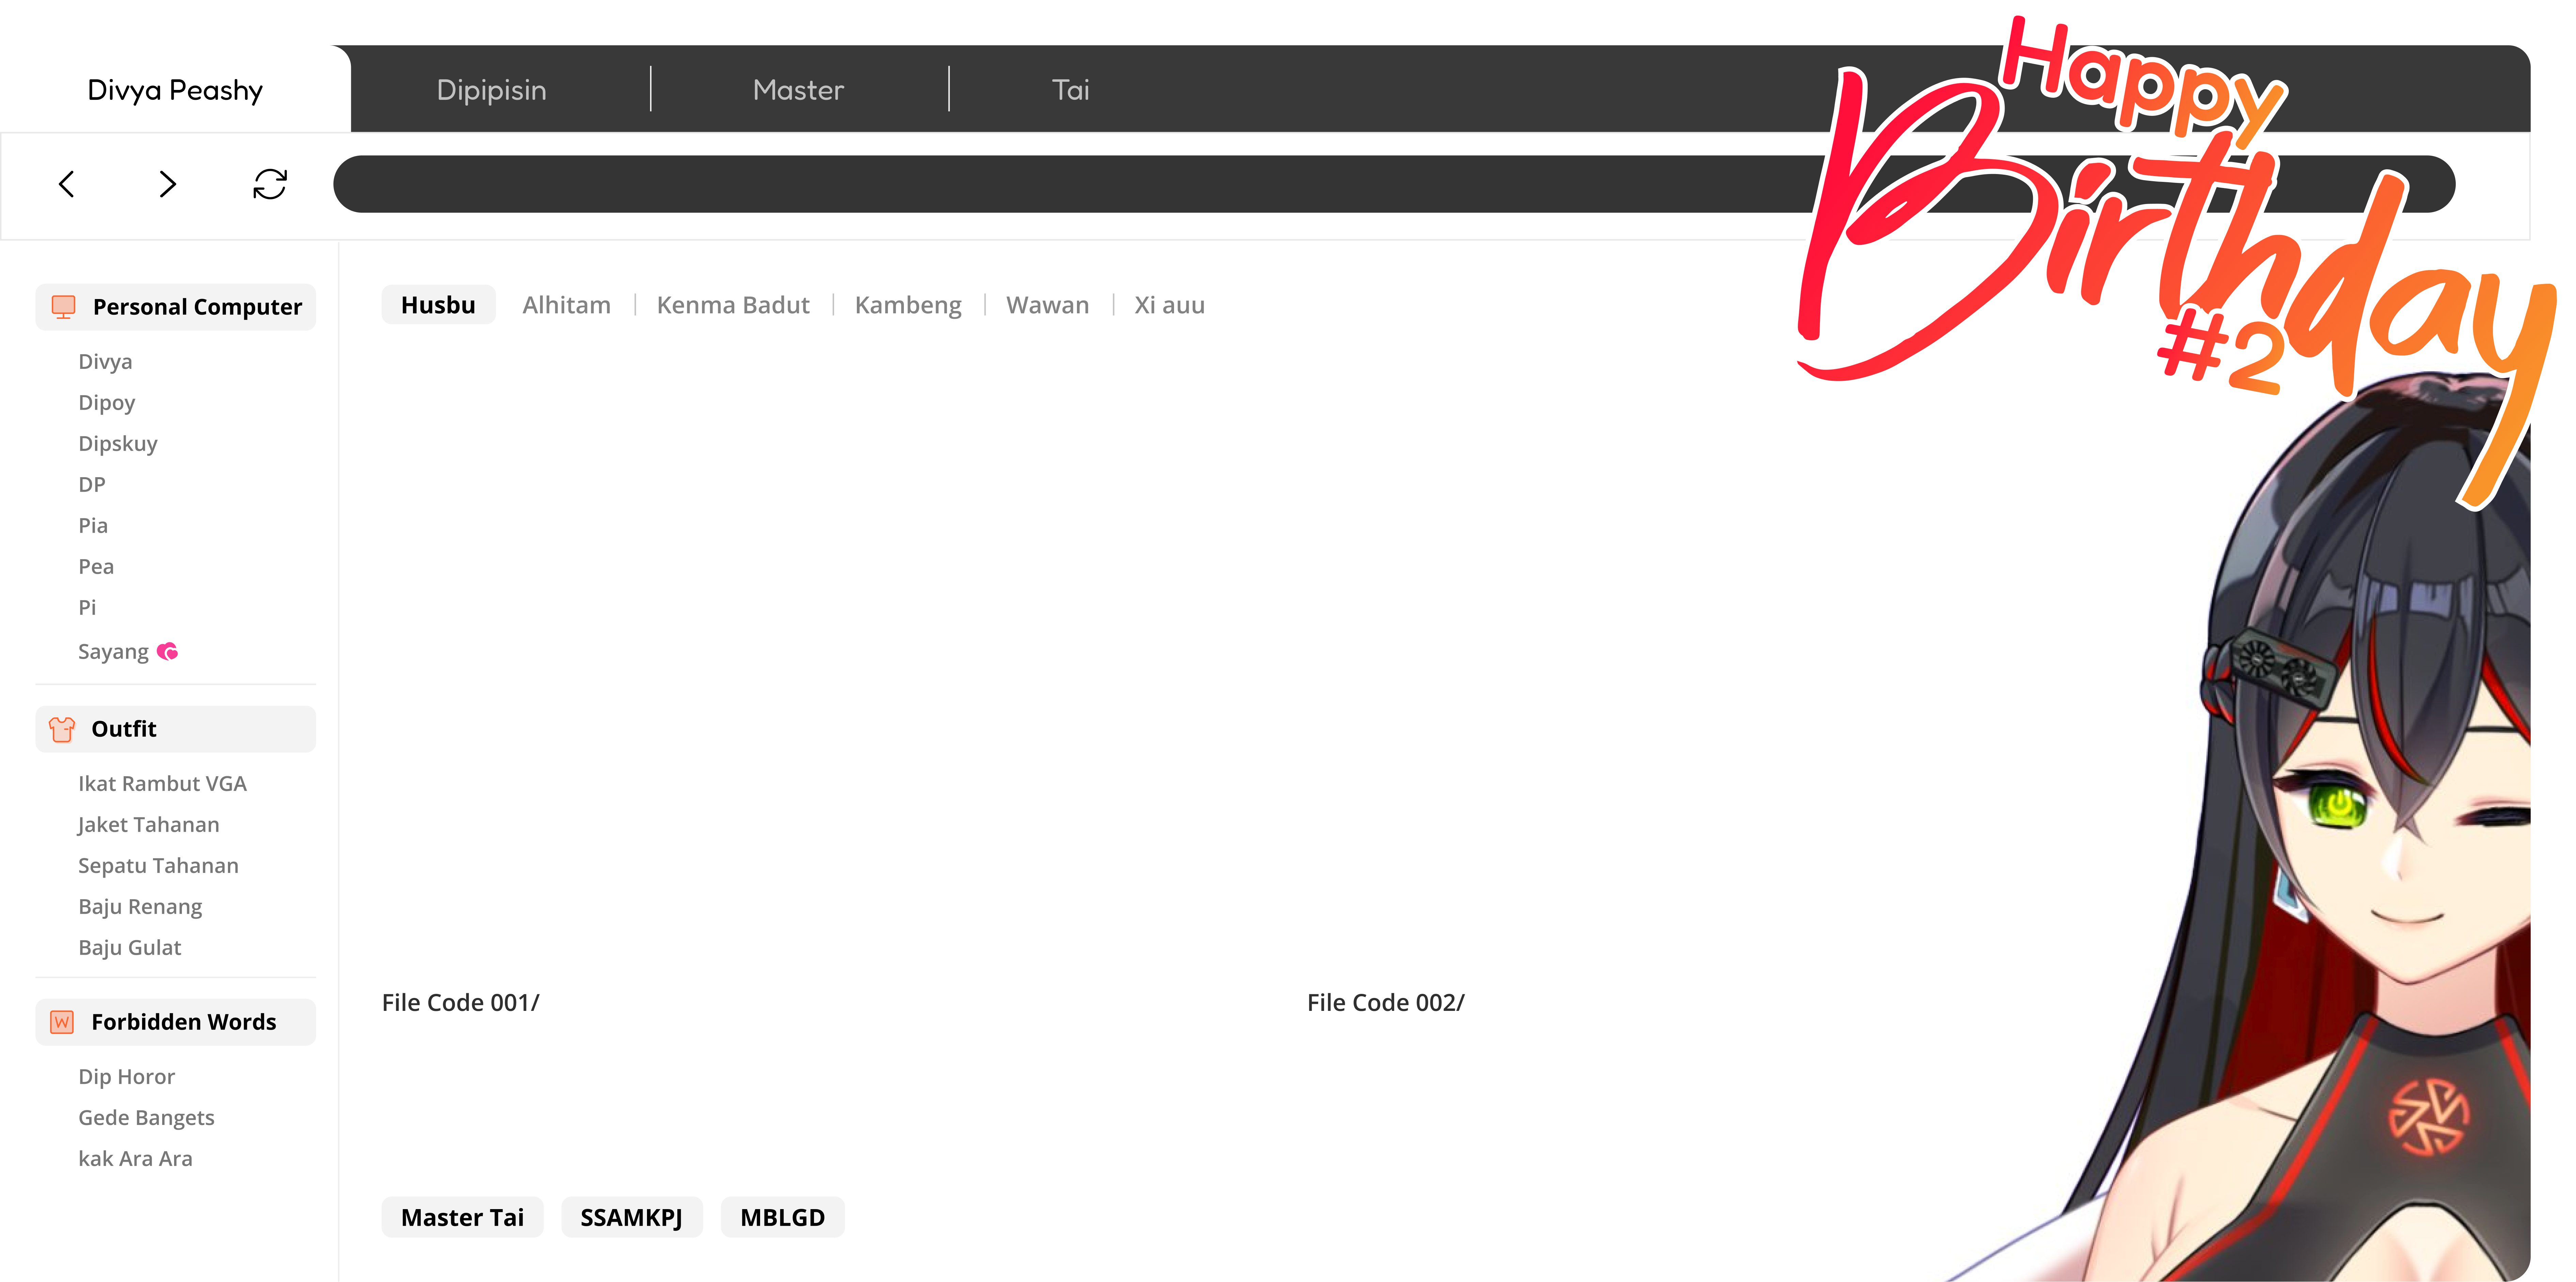 Divya Peashy
Dipipisin
Master
Tai
Happy
Birthday
#2
Husbu
Alhitam
Kenma Badut
Kambeng
Wawan
Xi auu
Personal Computer
Divya
Dipoy
Dipskuy
DP
Pia
Pea
Pi
Sayang
Outfit
Ikat Rambut VGA
Jaket Tahanan
Sepatu Tahanan
Baju Renang
Baju Gulat
W Forbidden Words
Dip Horor
Gede Bangets
kak Ara Ara
File Code 001/
File Code 002/
Master Tai
SSAMKPJ
MBLGD